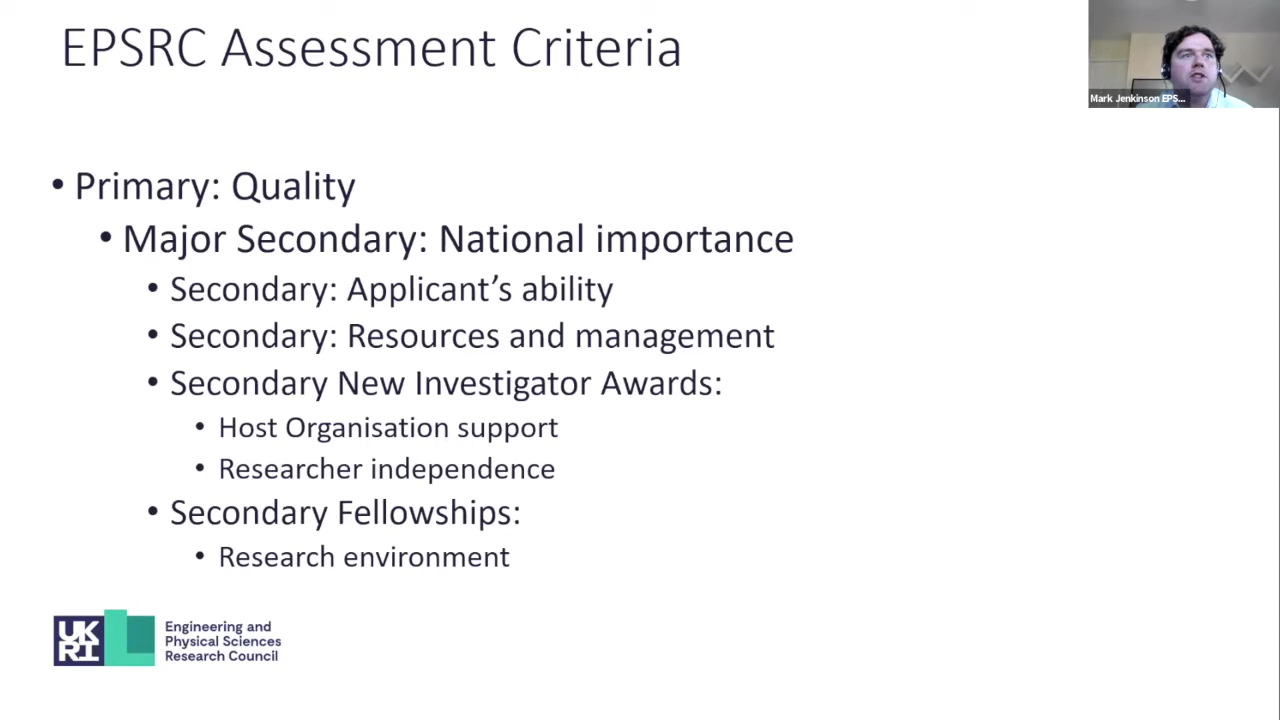 EPSRC Assessment Criteria
Mark Jenkinson EPS...
• Primary: Quality
• Major Secondary: National importance
• Secondary: Applicant’s ability
• Secondary: Resources and management
• Secondary New Investigator Awards:
• Host Organisation support
• Researcher independence
• Secondary Fellowships:
• Research environment
UK
RI
Engineering and
Physical Sciences
Research Council